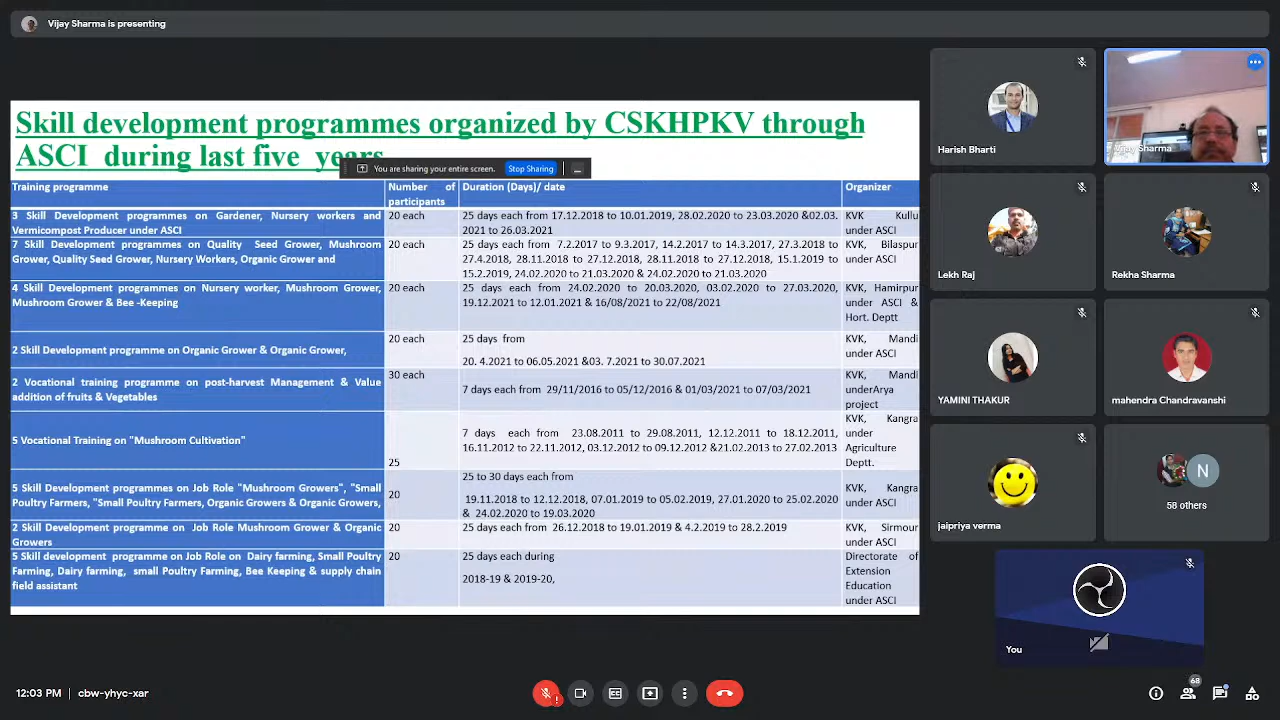 Vijay Sharma is presenting
Skill development programmes organized by CSKHPKV through
ASCI during last five years
You are sharing your entire screen.
Stop Sharing
Training programme
Number of
participants
Duration (Days)/ date
Organizer
3 Skill Development programmes on Gardener, Nursery workers and
Vermicompost Producer under ASCI
20 each
25 days each from 17.12.2018 to 10.01.2019, 28.02.2020 to 23.03.2020 &02.03.
2021 to 26.03.2021
KVK Kullu
under ASCI
7 Skill Development programmes on Quality Seed Grower, Mushroom
Grower, Quality Seed Grower, Nursery Workers, Organic Grower and
20 each
25 days each from 7.2.2017 to 9.3.2017, 14.2.2017 to 14.3.2017, 27.3.2018 to
27.4.2018, 28.11.2018 to 27.12.2018, 28.11.2018 to 27.12.2018, 15.1.2019 to
15.2.2019, 24.02.2020 to 21.03.2020 & 24.02.2020 to 21.03.2020
KVK, Bilaspur
under ASCI
4 Skill Development programmes on Nursery worker, Mushroom Grower,
Mushroom Grower & Bee -Keeping
20 each
25 days each from 24.02.2020 to 20.03.2020, 03.02.2020 to 27.03.2020,
19.12.2021 to 12.01.2021 & 16/08/2021 to 22/08/2021
KVK, Hamirpur
under ASCI &
Hort. Deptt
2 Skill Development programme on Organic Grower & Organic Grower,
20 each
25 days from
20. 4.2021 to 06.05.2021 &03. 7.2021 to 30.07.2021
KVK, Mandi
under ASCI
2 Vocational training programme on post-harvest Management & Value
addition of fruits & Vegetables
30 each
7 days each from 29/11/2016 to 05/12/2016 & 01/03/2021 to 07/03/2021
KVK, Mandi
underArya
project
5 Vocational Training on "Mushroom Cultivation"
25
7 days each from 23.08.2011 to 29.08.2011, 12.12.2011 to 18.12.2011,
16.11.2012 to 22.11.2012, 03.12.2012 to 09.12.2012 &21.02.2013 to 27.02.2013
KVK, Kangra
under
Agriculture
Deptt.
5 Skill Development programmes on Job Role "Mushroom Growers", "Small
Poultry Farmers, "Small Poultry Farmers, Organic Growers & Organic Growers,
20
25 to 30 days each from
19.11.2018 to 12.12.2018, 07.01.2019 to 05.02.2019, 27.01.2020 to 25.02.2020
& 24.02.2020 to 19.03.2020
KVK, Kangra
under ASCI
2 Skill Development programme on Job Role Mushroom Grower & Organic
Growers
20
25 days each from 26.12.2018 to 19.01.2019 & 4.2.2019 to 28.2.2019
KVK, Sirmour
under ASCI
5 Skill development programme on Job Role on Dairy farming, Small Poultry
Farming, Dairy farming, small Poultry Farming, Bee Keeping & supply chain
field assistant
20
25 days each during
2018-19 & 2019-20,
Directorate of
Extension
Education
under ASCI
Harish Bharti
Vijay Sharma
Lekh Raj
Rekha Sharma
YAMINI THAKUR
mahendra Chandravanshi
jaipriya verma
N
58 others
You
12:03 PM | cbw-yhyc-xar
68